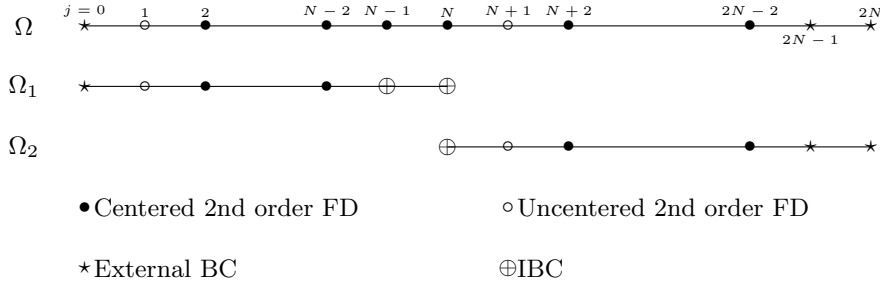 j = 0 1 2 N − 2 N − 1 N N + 1 N + 2 2N − 2 2N
Ω
2N − 1
Ω1
Ω2
Centered 2nd order FD Uncentered 2nd order FD
External BC IBC